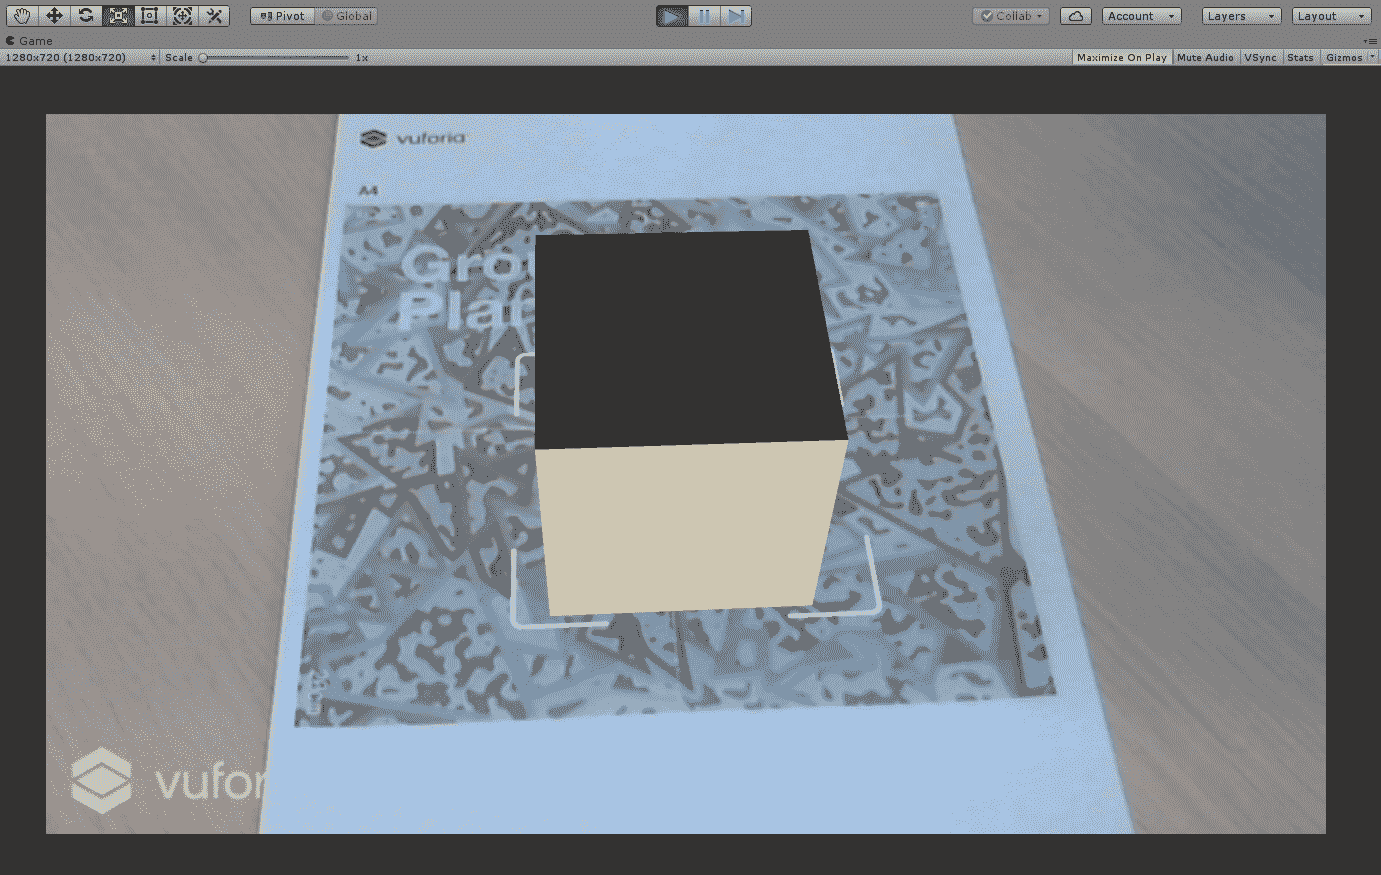 Pivot Global Collab Account Layers Layout
Game
1280x720 (1280x720) Scale 1x Maximize On Play Mute Audio VSync Stats Gizmos
vuforia
A4
Gro
Pla
vufor